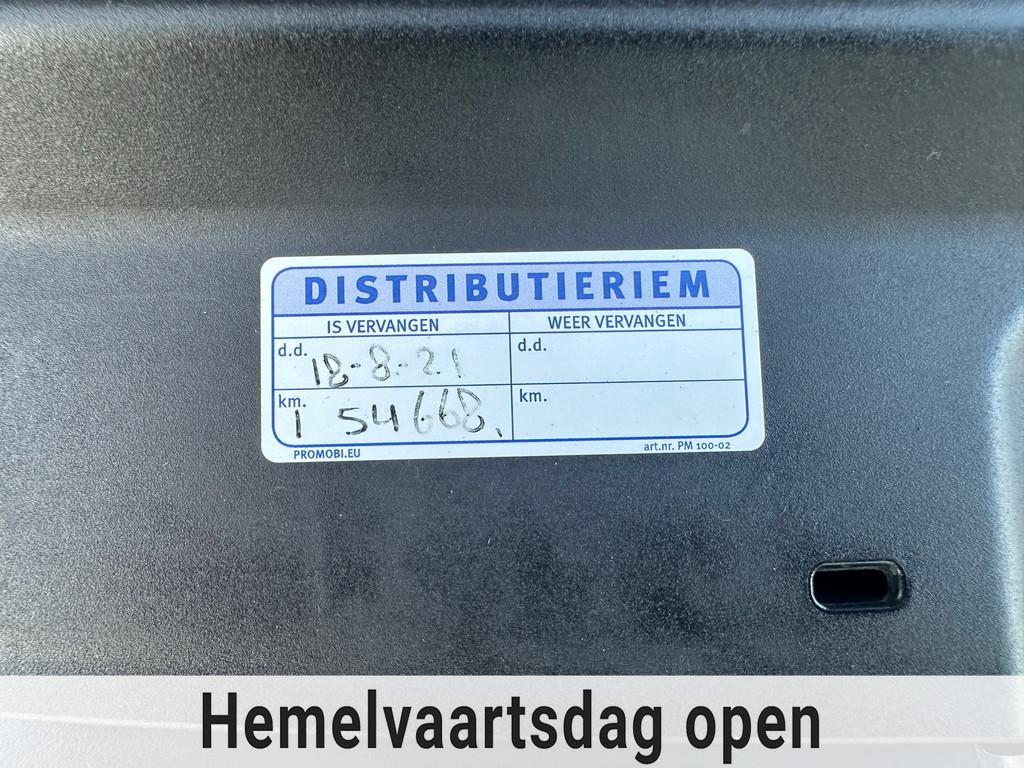 DISTRIBUTIERIEM
IS VERVANGEN WEER VERVANGEN
d.d. 18-8-21 d.d.
km. 154668, km.
PROMOBI.EU art.nr. PM 100-02
Hemelvaartsdag open